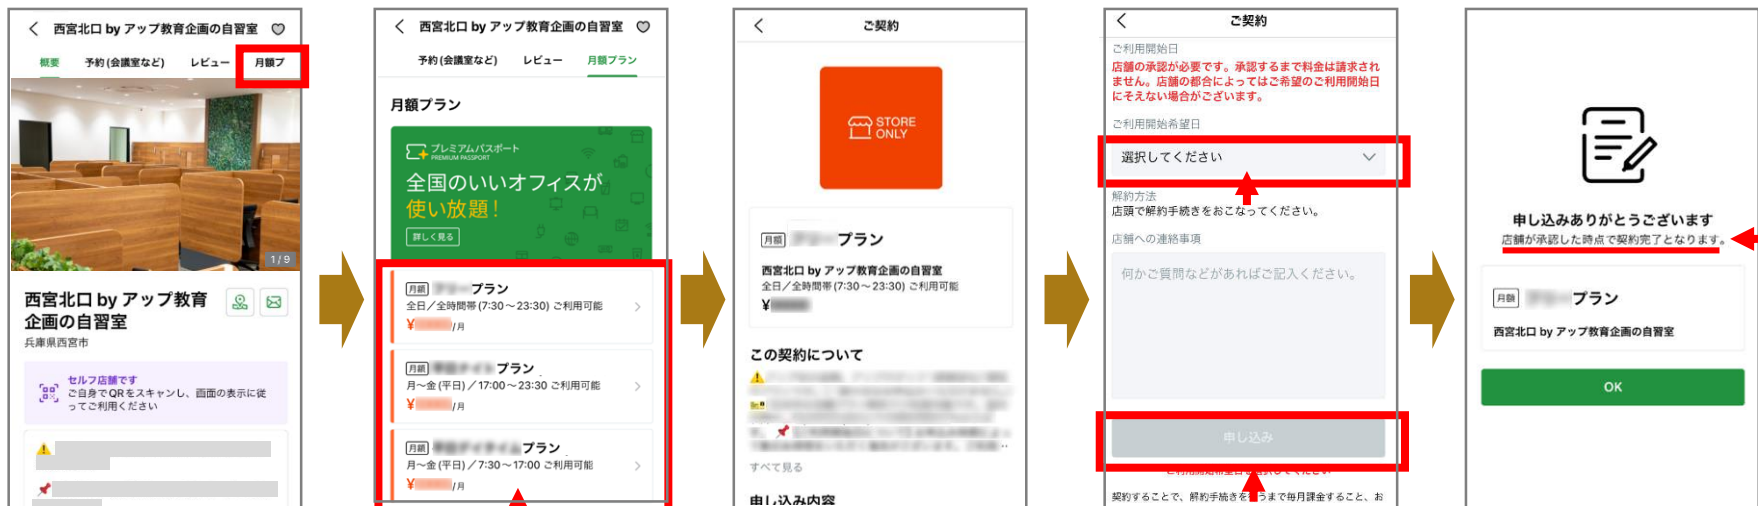 西宮北口 by アップ教育企画の自習室
概要 予約(会議室など) レビュー 月額プ
1/9
西宮北口 by アップ教育
企画の自習室
兵庫県西宮市
セルフ店舗です
ご自身でQRをスキャンし、画面の表示に従
ってご利用ください
西宮北口 by アップ教育企画の自習室
予約(会議室など) レビュー 月額プラン
月額プラン
プレミアムパスポート
PREMIUM PASSPORT
全国のいいオフィスが
使い放題!
詳しく見る
月額 プラン
全日/全時間帯(7:30~23:30) ご利用可能
¥ /月
月額 プラン
月~金(平日)/17:00~23:30 ご利用可能
¥ /月
月額 プラン
月~金(平日)/7:30~17:00 ご利用可能
¥ /月
ご契約
STORE
ONLY
月額 プラン
西宮北口 by アップ教育企画の自習室
全日/全時間帯(7:30~23:30) ご利用可能
¥
この契約について
すべて見る
申し込み内容
ご契約
ご利用開始日
店舗の承認が必要です。承認するまで料金は請求され
ません。店舗の都合によってはご希望のご利用開始日
にそえない場合がございます。
ご利用開始希望日
選択してください
解約方法
店頭で解約手続きをおこなってください。
店舗への連絡事項
何かご質問などがあればご記入ください。
申し込み
ご利用開始希望日を選択してください
契約することで、解約手続きを行うまで毎月課金すること、お
申し込みありがとうございます
店舗が承認した時点で契約完了となります。
月額 プラン
西宮北口 by アップ教育企画の自習室
OK